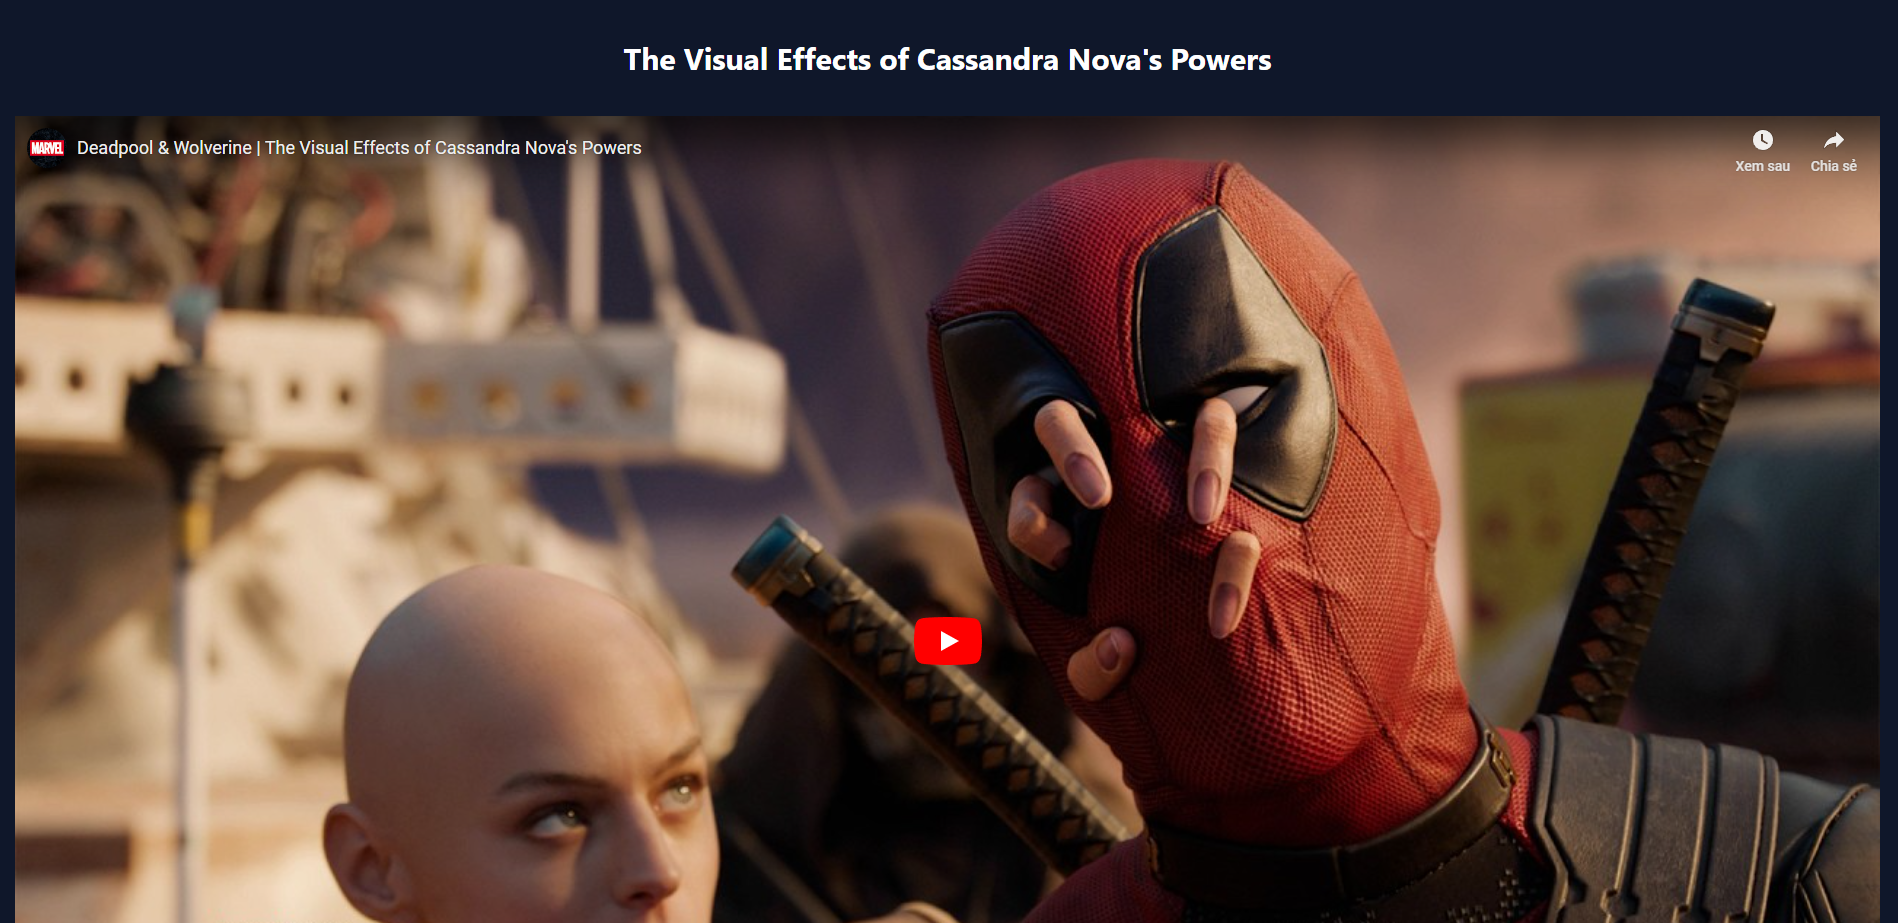 The Visual Effects of Cassandra Nova's Powers
MARVEL
Deadpool & Wolverine | The Visual Effects of Cassandra Nova's Powers
Xem sau
Chia sẻ